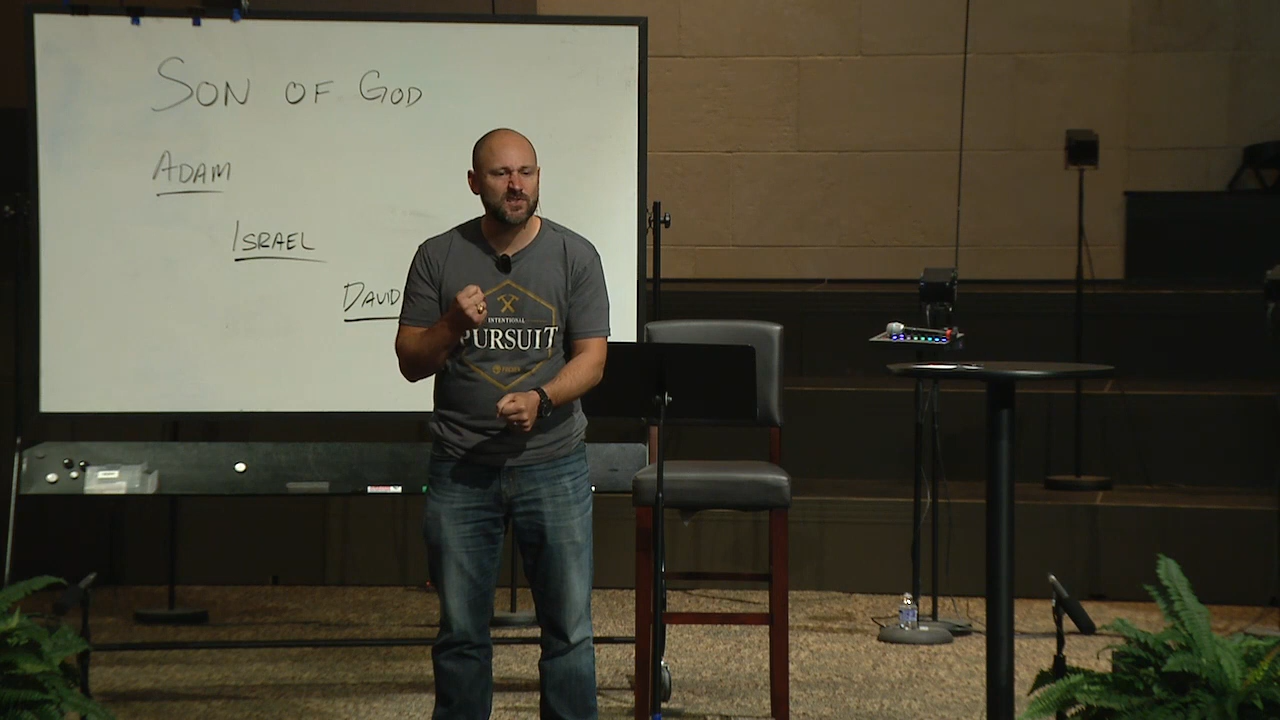 SON OF GOD
ADAM
ISRAEL
DAVID
INTENTIONAL
PURSUIT